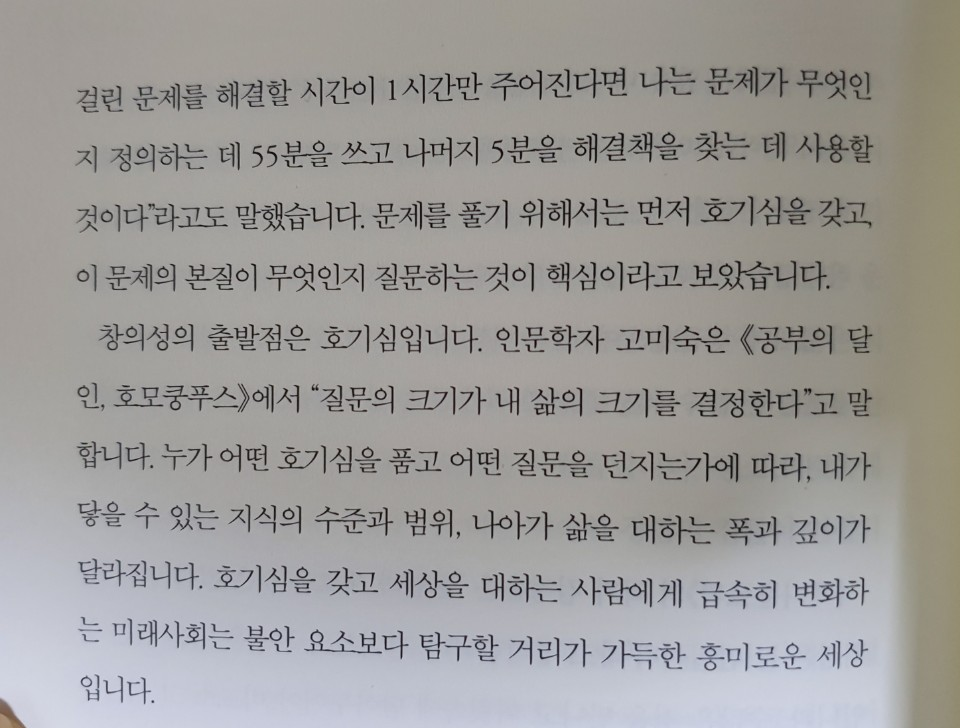 걸린 문제를 해결할 시간이 1시간만 주어진다면 나는 문제가 무엇인
지 정의하는 데 55분을 쓰고 나머지 5분을 해결책을 찾는 데 사용할
것이다”라고도 말했습니다. 문제를 풀기 위해서는 먼저 호기심을 갖고,
이 문제의 본질이 무엇인지 질문하는 것이 핵심이라고 보았습니다.
창의성의 출발점은 호기심입니다. 인문학자 고미숙은 《공부의 달
인, 호모쿵푸스》에서 “질문의 크기가 내 삶의 크기를 결정한다”고 말
합니다. 누가 어떤 호기심을 품고 어떤 질문을 던지는가에 따라, 내가
닿을 수 있는 지식의 수준과 범위, 나아가 삶을 대하는 폭과 깊이가
달라집니다. 호기심을 갖고 세상을 대하는 사람에게 급속히 변화하
는 미래사회는 불안 요소보다 탐구할 거리가 가득한 흥미로운 세상
입니다.